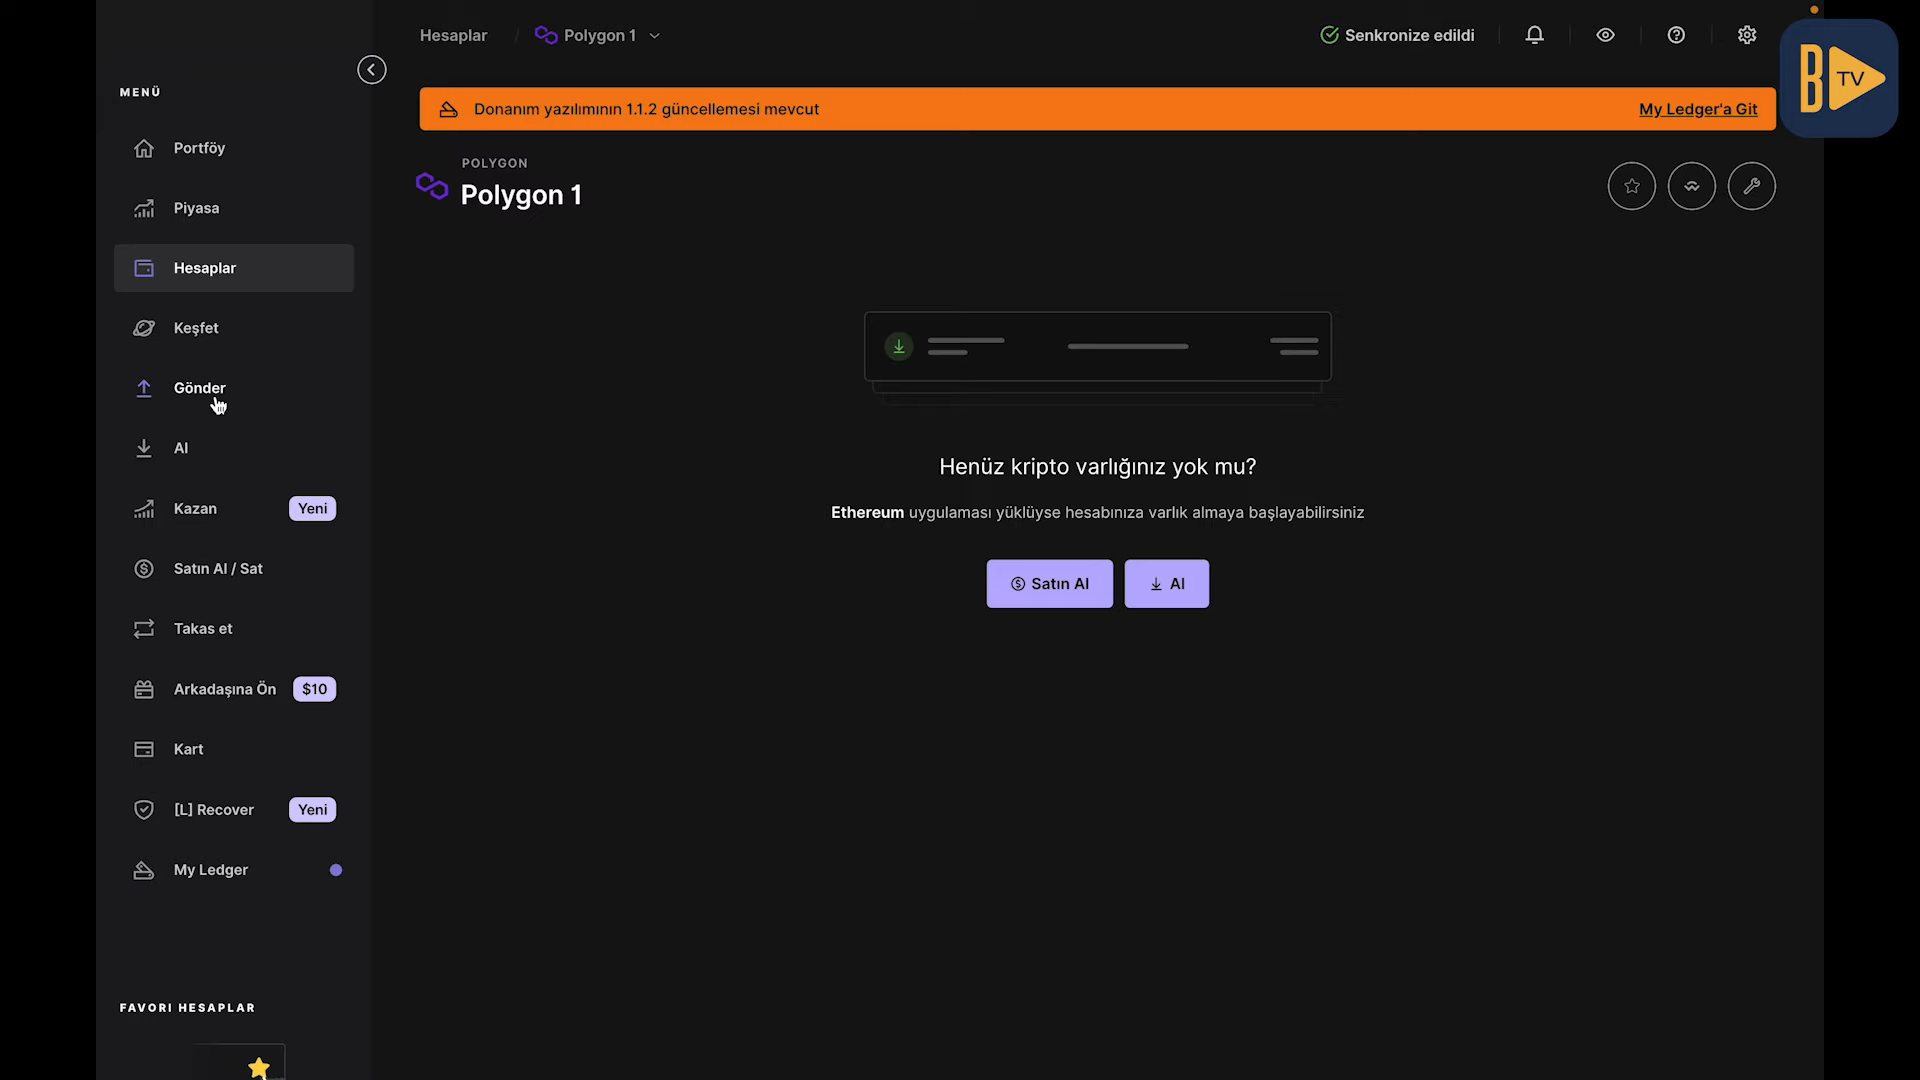 Hesaplar / Polygon 1
Senkronize edildi
B TV
MENÜ
Donanım yazılımının 1.1.2 güncellemesi mevcut
My Ledger'a Git
Portföy
Piyasa
Hesaplar
Keşfet
Gönder
Al
Kazan Yeni
Satın Al / Sat
Takas et
Arkadaşına Ön $10
Kart
[L] Recover Yeni
My Ledger
FAVORI HESAPLAR
POLYGON
Polygon 1
Henüz kripto varlığınız yok mu?
Ethereum uygulaması yüklüyse hesabınıza varlık almaya başlayabilirsiniz
Satın Al
Al